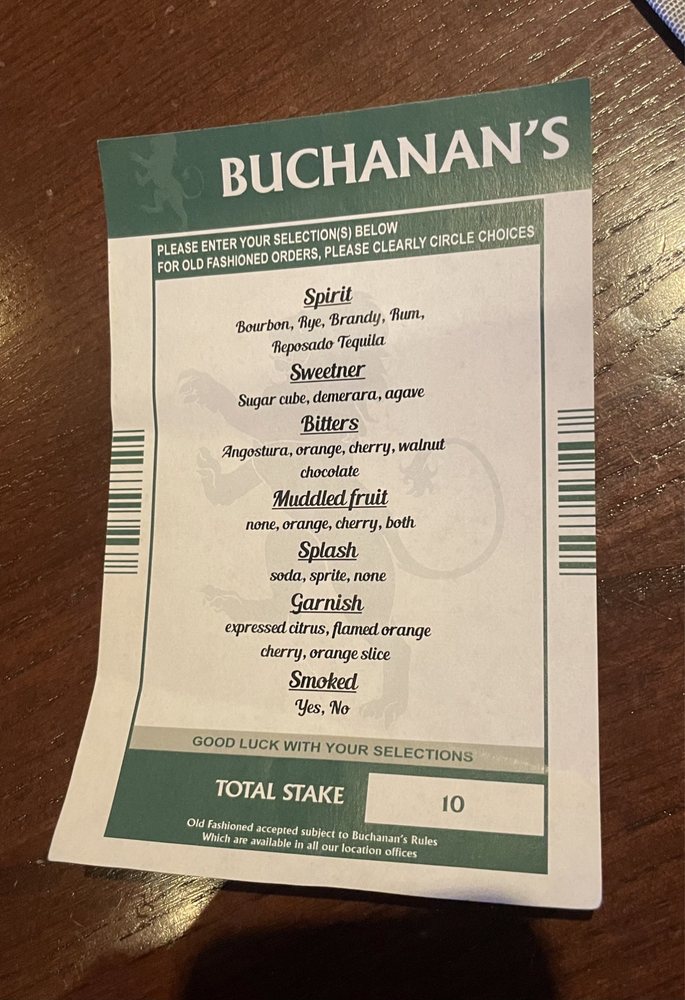 BUCHANAN'S
PLEASE ENTER YOUR SELECTION(S) BELOW
FOR OLD FASHIONED ORDERS, PLEASE CLEARLY CIRCLE CHOICES
Spirit
Bourbon, Rye, Brandy, Rum,
Reposado Tequila
Sweetner
Sugar cube, demerara, agave
Bitters
Angostura, orange, cherry, walnut
chocolate
Muddled fruit
none, orange, cherry, both
Splash
soda, sprite, none
Garnish
expressed citrus, flamed orange
cherry, orange slice
Smoked
Yes, No
GOOD LUCK WITH YOUR SELECTIONS
TOTAL STAKE 10
Old Fashioned accepted subject to Buchanan's Rules
Which are available in all our location offices